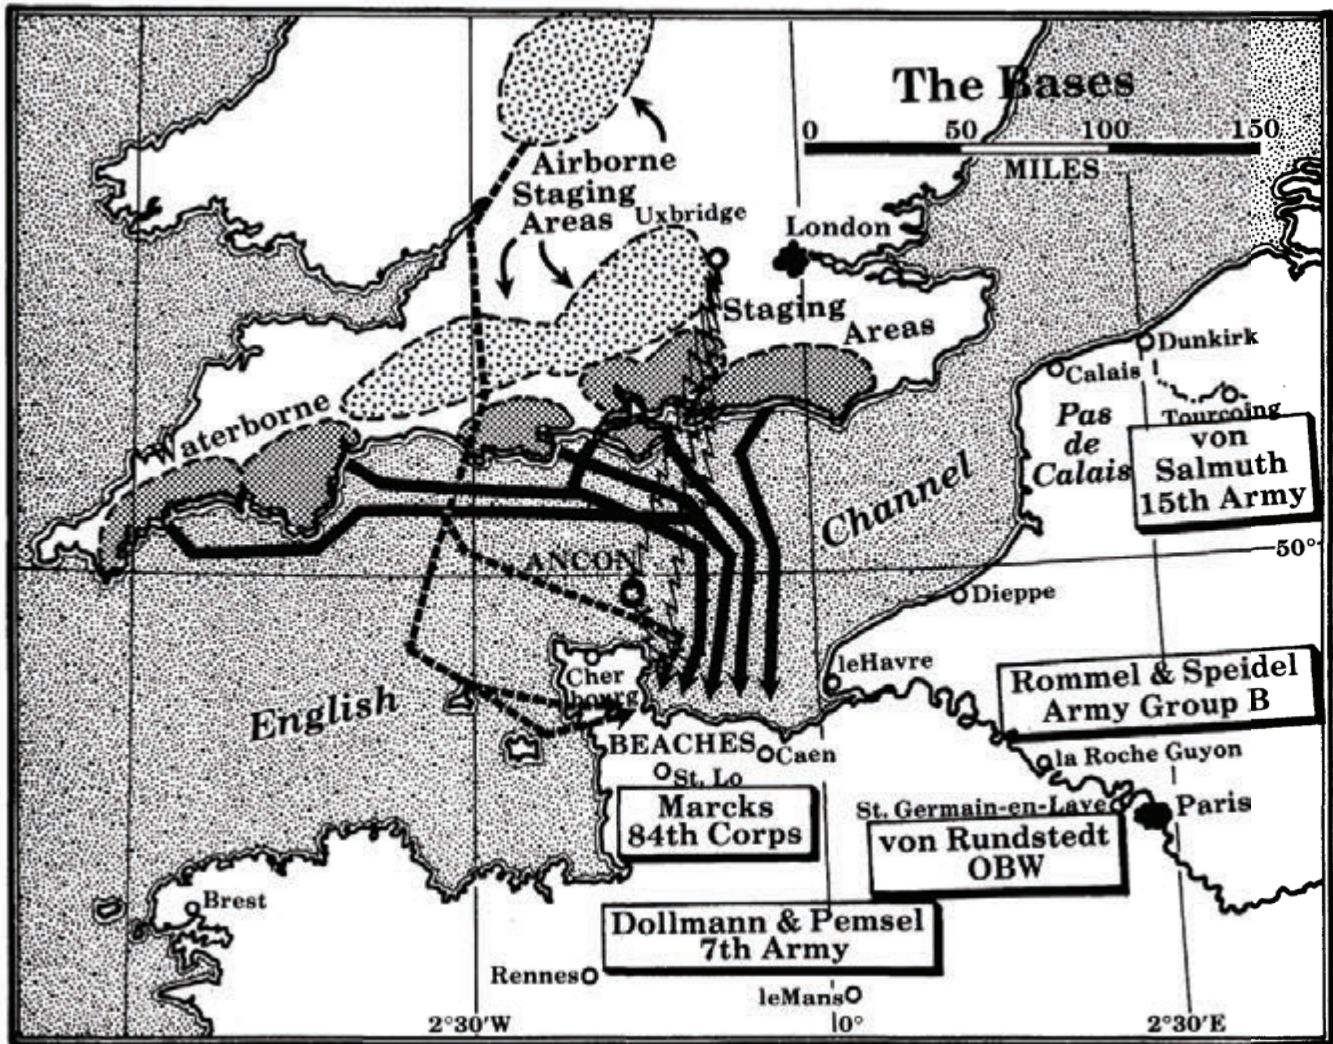 The Bases
0 50 100 150
MILES
Airborne
Staging
Areas
Uxbridge
London
Staging
Areas
Waterborne
Dunkirk
Calais
Tourcoing
Pas
de
Calais
von
Salmuth
15th Army
Channel
50°
ANCON
Dieppe
leHavre
Cher
bourg
English
Rommel & Speidel
Army Group B
BEACHES
Caen
la Roche Guyon
St. Lo
St. Germain-en-Laye
Paris
Marcks
84th Corps
von Rundstedt
OBW
Brest
Dollmann & Pemsel
7th Army
Rennes
leMans
2°30'W
0°
2°30'E